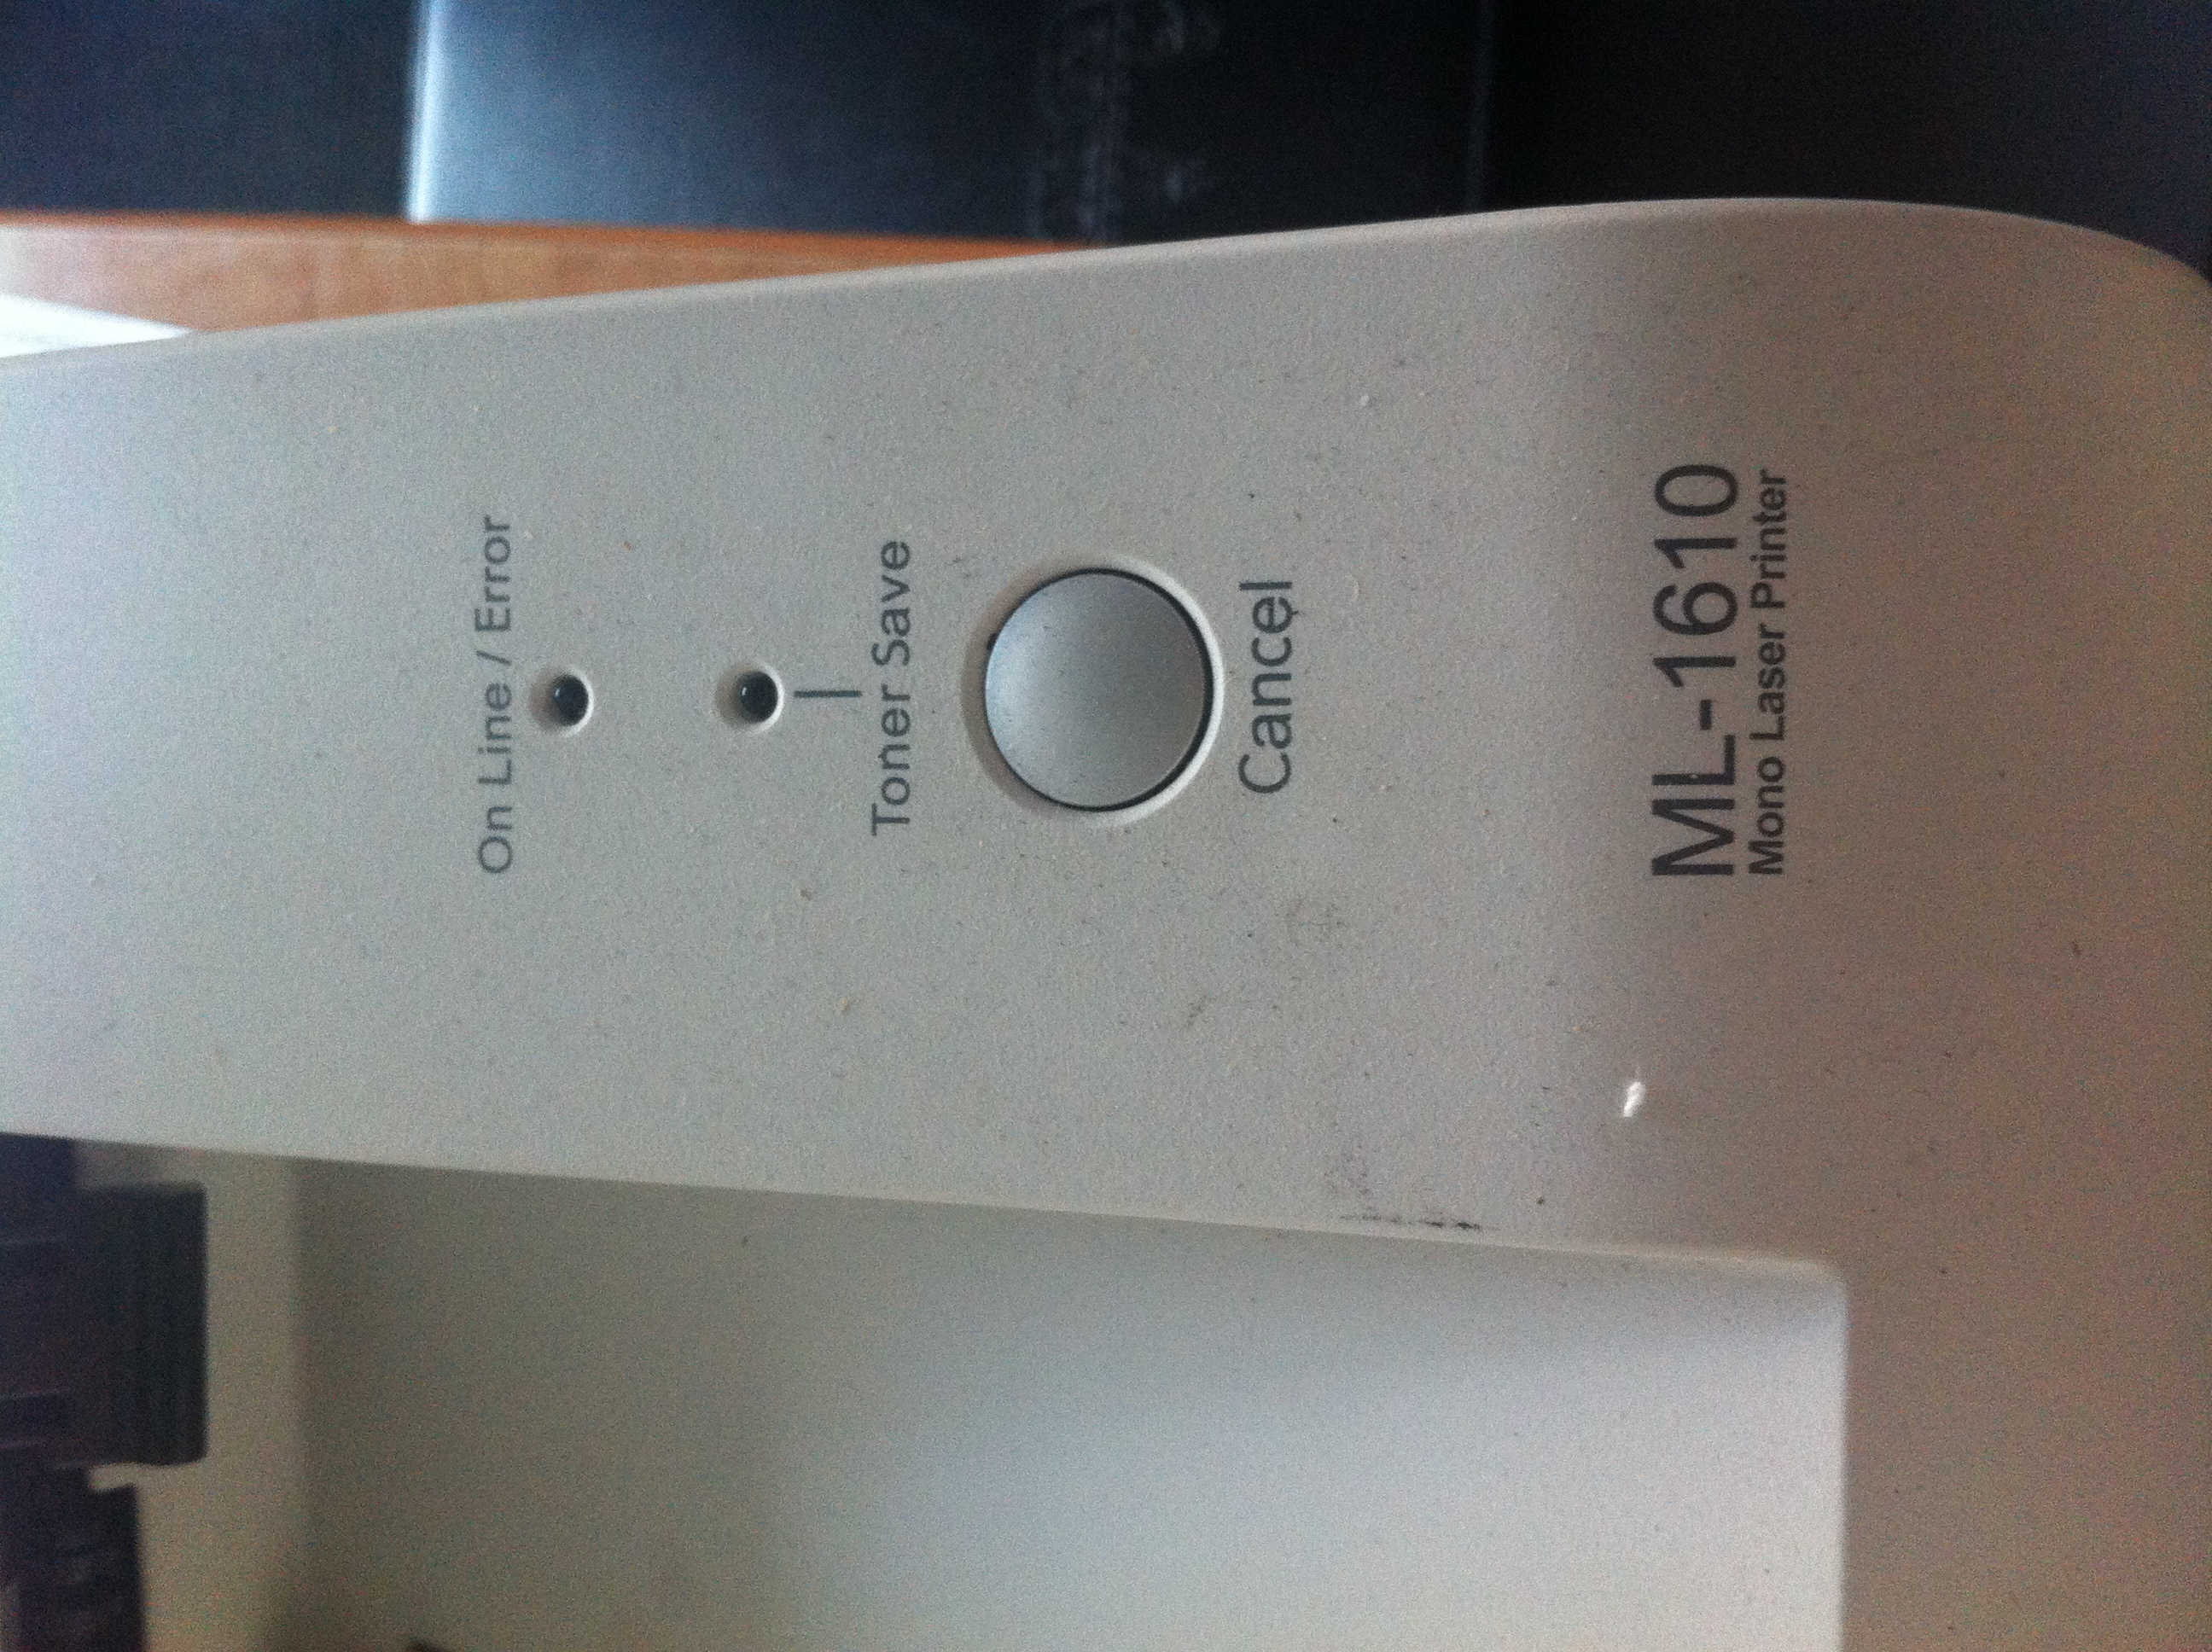 On Line / Error
Toner Save
Cancel
ML-1610
Mono Laser Printer